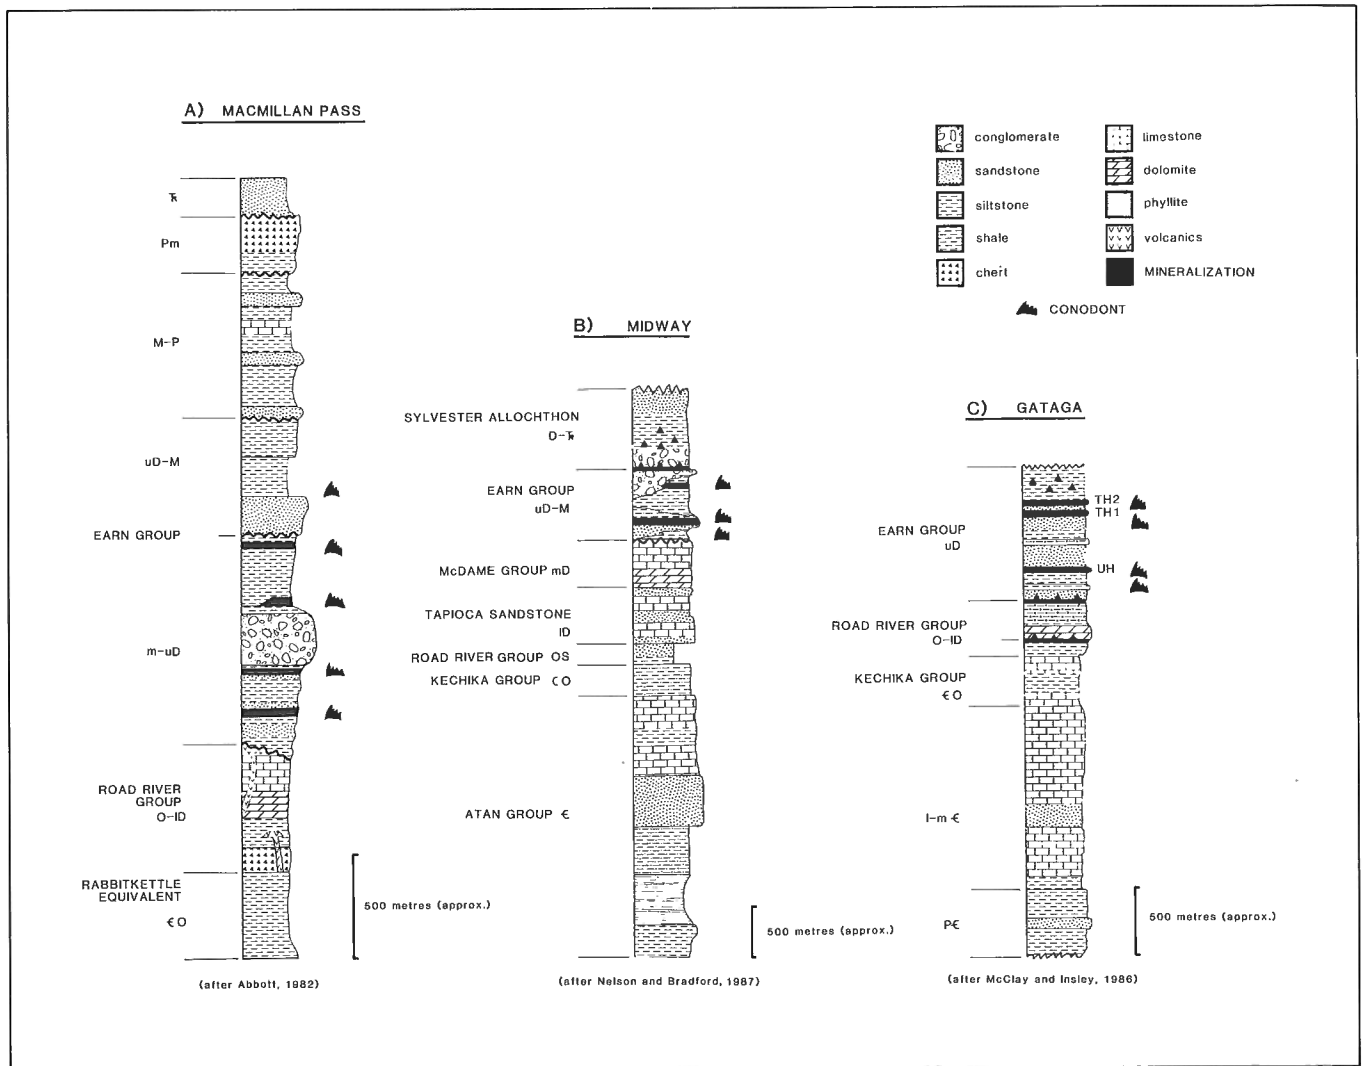 A) MACMILLAN PASS
Ƭ
Pm
M-P
uD-M
EARN GROUP
m-uD
ROAD RIVER
GROUP
O-lD
RABBITKETTLE
EQUIVALENT
Є O
500 metres (approx.)
(after Abbott, 1982)
B) MIDWAY
SYLVESTER ALLOCHTHON
D-Ƭ
EARN GROUP
uD-M
McDAME GROUP mD
TAPIOCA SANDSTONE
lD
ROAD RIVER GROUP OS
KECHIKA GROUP Є O
ATAN GROUP Є
500 metres (approx.)
(after Nelson and Bradford, 1987)
C) GATAGA
TH2
TH1
EARN GROUP
uD
UH
ROAD RIVER GROUP
O-lD
KECHIKA GROUP
Є O
l-m Є
PЄ
500 metres (approx.)
(after McClay and Insley, 1986)
conglomerate
sandstone
siltstone
shale
chert
limestone
dolomite
phyllite
volcanics
MINERALIZATION
CONODONT